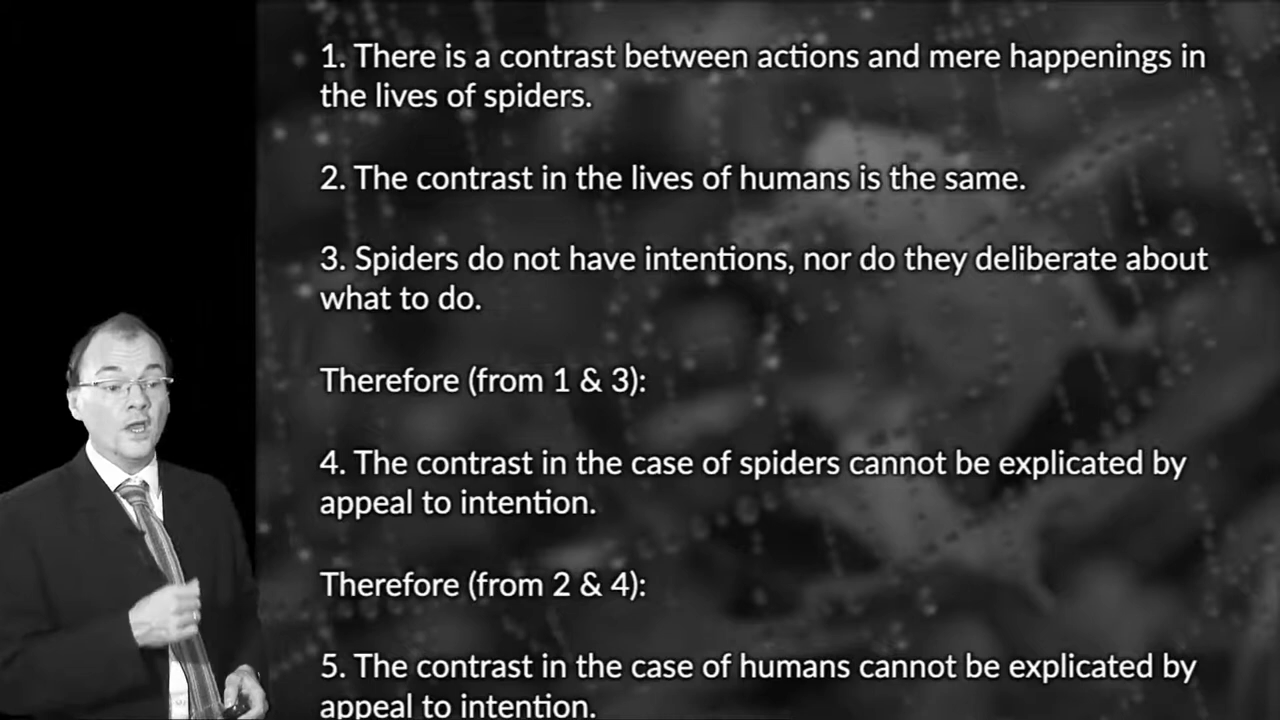 1. There is a contrast between actions and mere happenings in
the lives of spiders.
2. The contrast in the lives of humans is the same.
3. Spiders do not have intentions, nor do they deliberate about
what to do.
Therefore (from 1 & 3):
4. The contrast in the case of spiders cannot be explicated by
appeal to intention.
Therefore (from 2 & 4):
5. The contrast in the case of humans cannot be explicated by
appeal to intention.